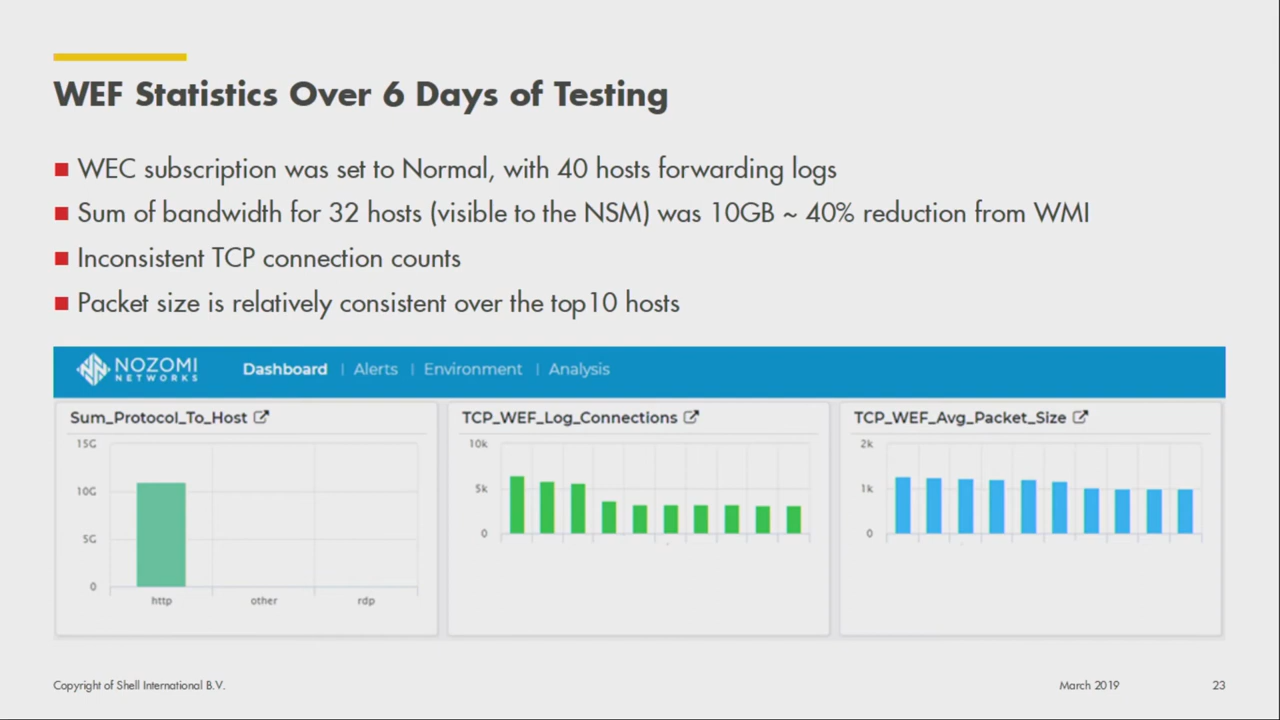 WEF Statistics Over 6 Days of Testing
WEC subscription was set to Normal, with 40 hosts forwarding logs
Sum of bandwidth for 32 hosts (visible to the NSM) was 10GB ~ 40% reduction from WMI
Inconsistent TCP connection counts
Packet size is relatively consistent over the top10 hosts
NOZOMI
NETWORKS
Dashboard | Alerts | Environment | Analysis
Sum_Protocol_To_Host
15G
10G
5G
0
http other rdp
TCP_WEF_Log_Connections
10k
5k
0
TCP_WEF_Avg_Packet_Size
2k
1k
0
Copyright of Shell International B.V.
March 2019
23